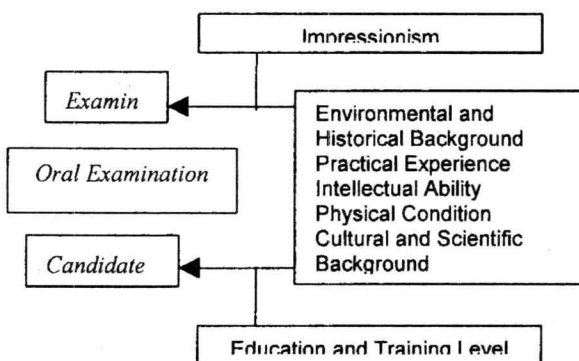 Impressionism
Examin
Environmental and
Historical Background
Practical Experience
Intellectual Ability
Physical Condition
Cultural and Scientific
Background
Oral Examination
Candidate
Education and Training Level